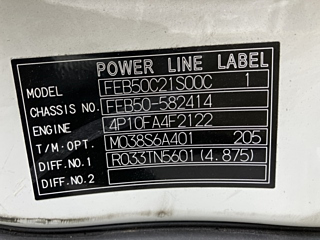 POWER LINE LABEL
MODEL FEB50C21S00C 1
CHASSIS NO. FEB50-582414
ENGINE 4P10FA4F2122
T/M·OPT. M038S6A401 205
DIFF.NO.1 R033TN5601(4.875)
DIFF.NO.2